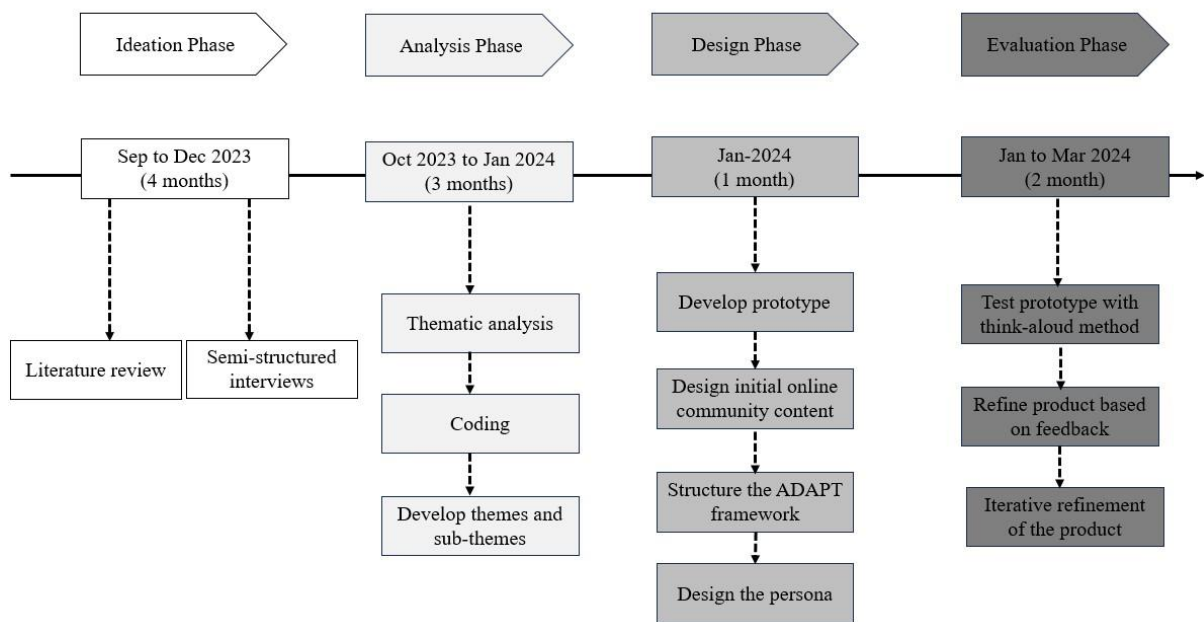 Ideation Phase
Analysis Phase
Design Phase
Evaluation Phase
Sep to Dec 2023
(4 months)
Oct 2023 to Jan 2024
(3 months)
Jan-2024
(1 month)
Jan to Mar 2024
(2 month)
Literature review
Semi-structured
interviews
Thematic analysis
Coding
Develop themes and
sub-themes
Develop prototype
Design initial online
community content
Structure the ADAPT
framework
Design the persona
Test prototype with
think-aloud method
Refine product based
on feedback
Iterative refinement
of the product